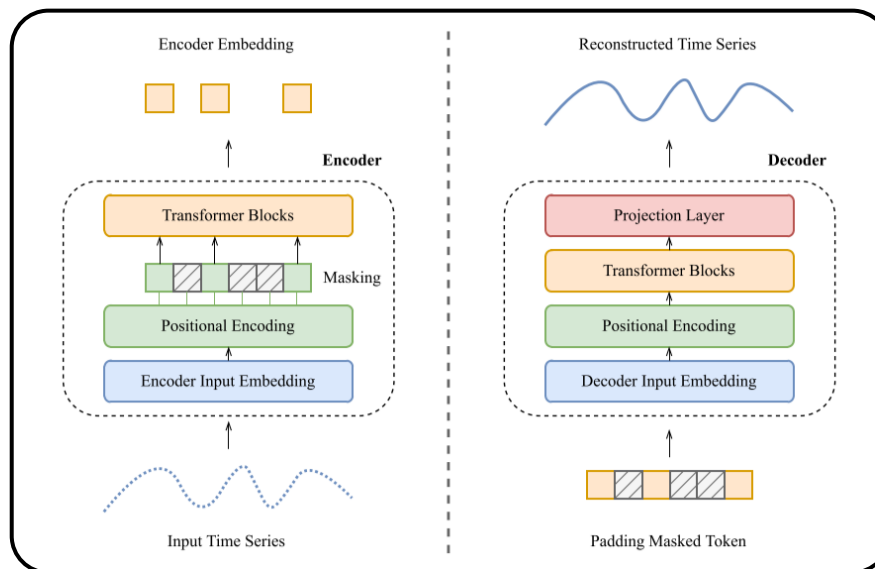 Encoder Embedding
Encoder
Transformer Blocks
Masking
Positional Encoding
Encoder Input Embedding
Input Time Series
Reconstructed Time Series
Decoder
Projection Layer
Transformer Blocks
Positional Encoding
Decoder Input Embedding
Padding Masked Token